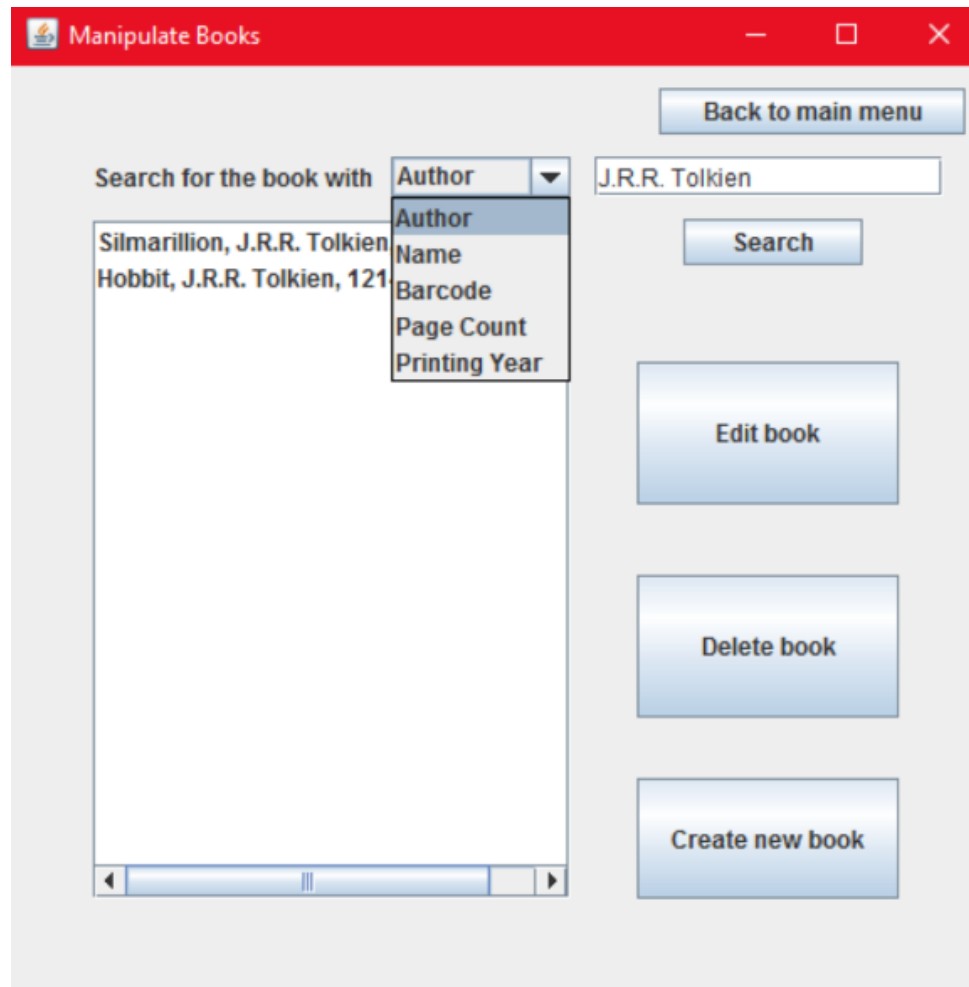 Manipulate Books
Back to main menu
Search for the book with Author J.R.R. Tolkien
Author
Name
Barcode
Page Count
Printing Year
Search
Silmarillion, J.R.R. Tolkien
Hobbit, J.R.R. Tolkien, 121
Edit book
Delete book
Create new book